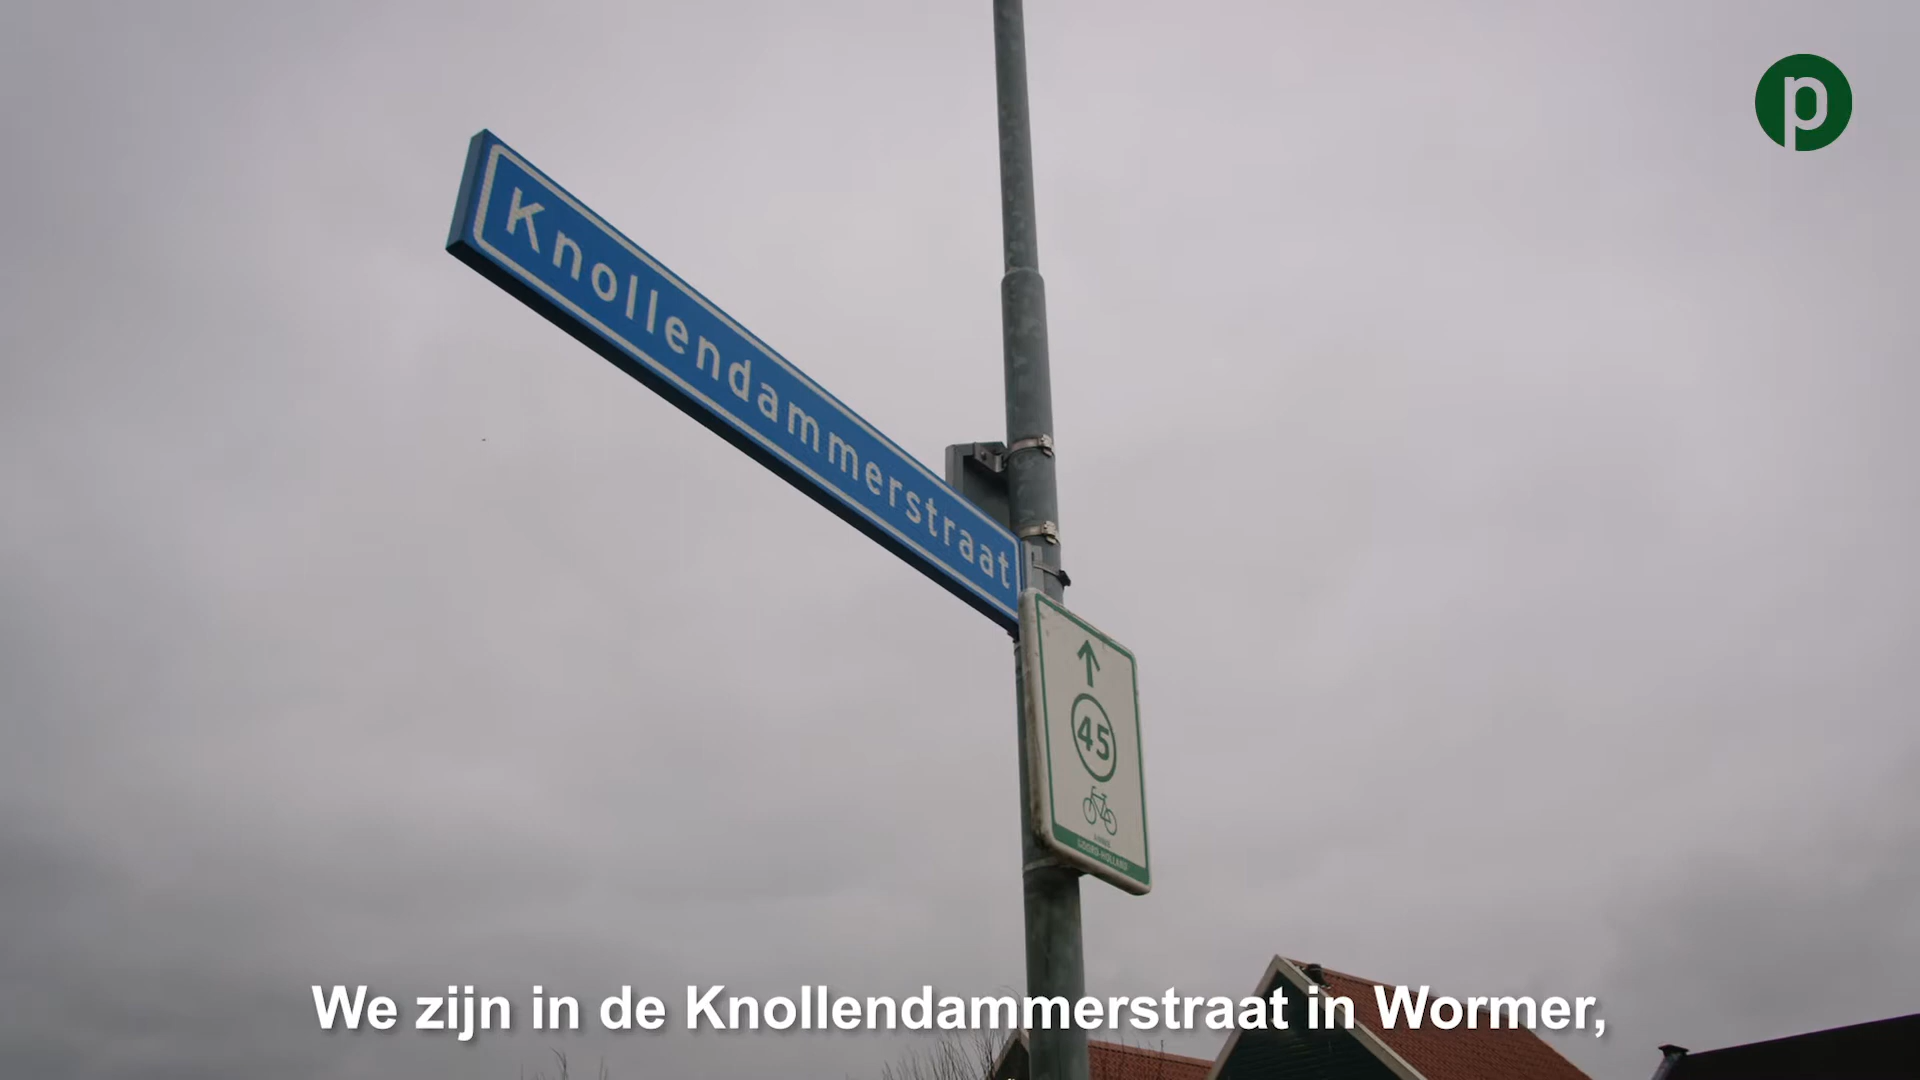 p
Knollendammerstraat
45
We zijn in de Knollendammerstraat in Wormer,